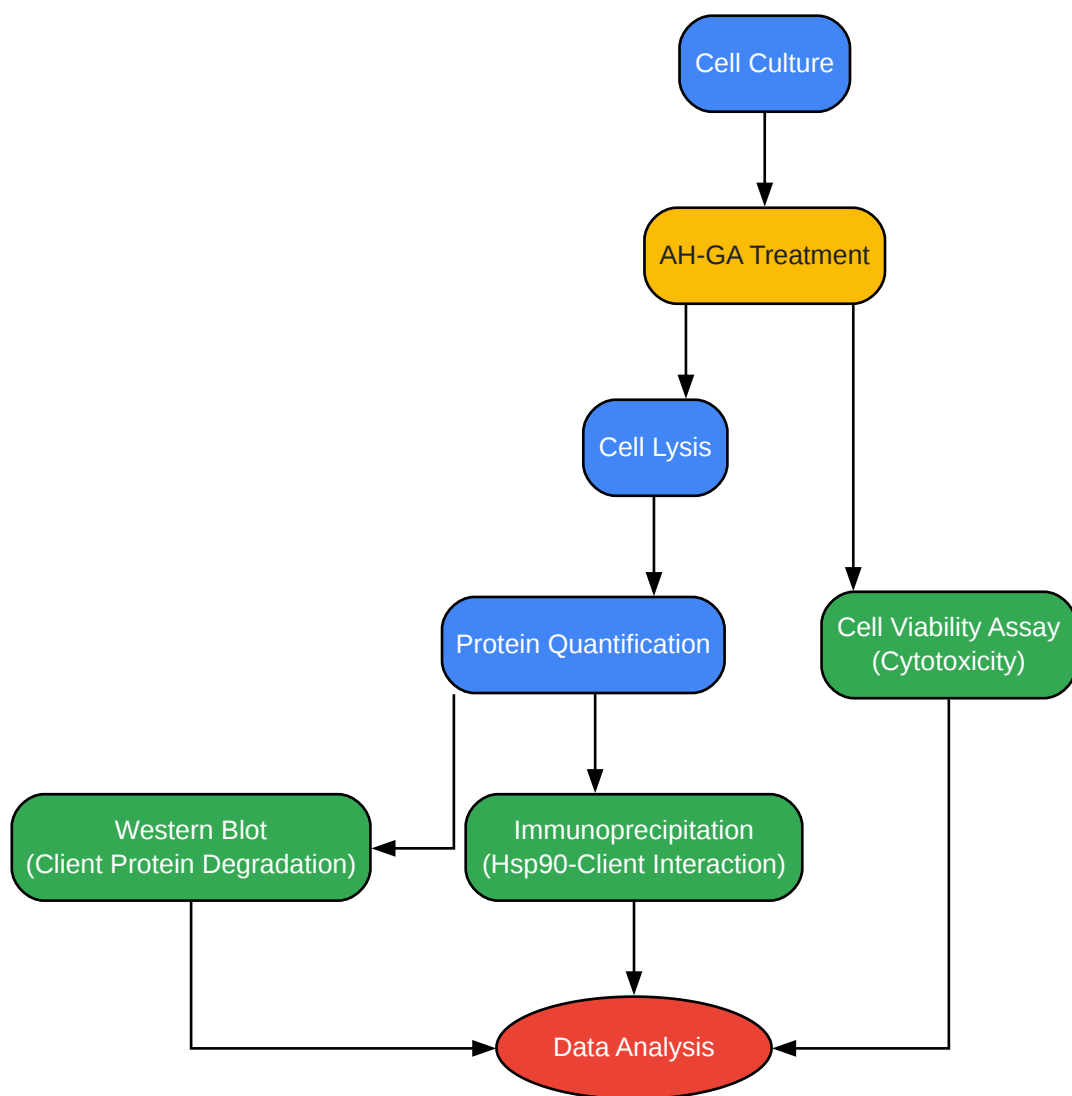 Cell Culture
AH-GA Treatment
Cell Lysis
Protein Quantification
Cell Viability Assay
(Cytotoxicity)
Western Blot
(Client Protein Degradation)
Immunoprecipitation
(Hsp90-Client Interaction)
Data Analysis